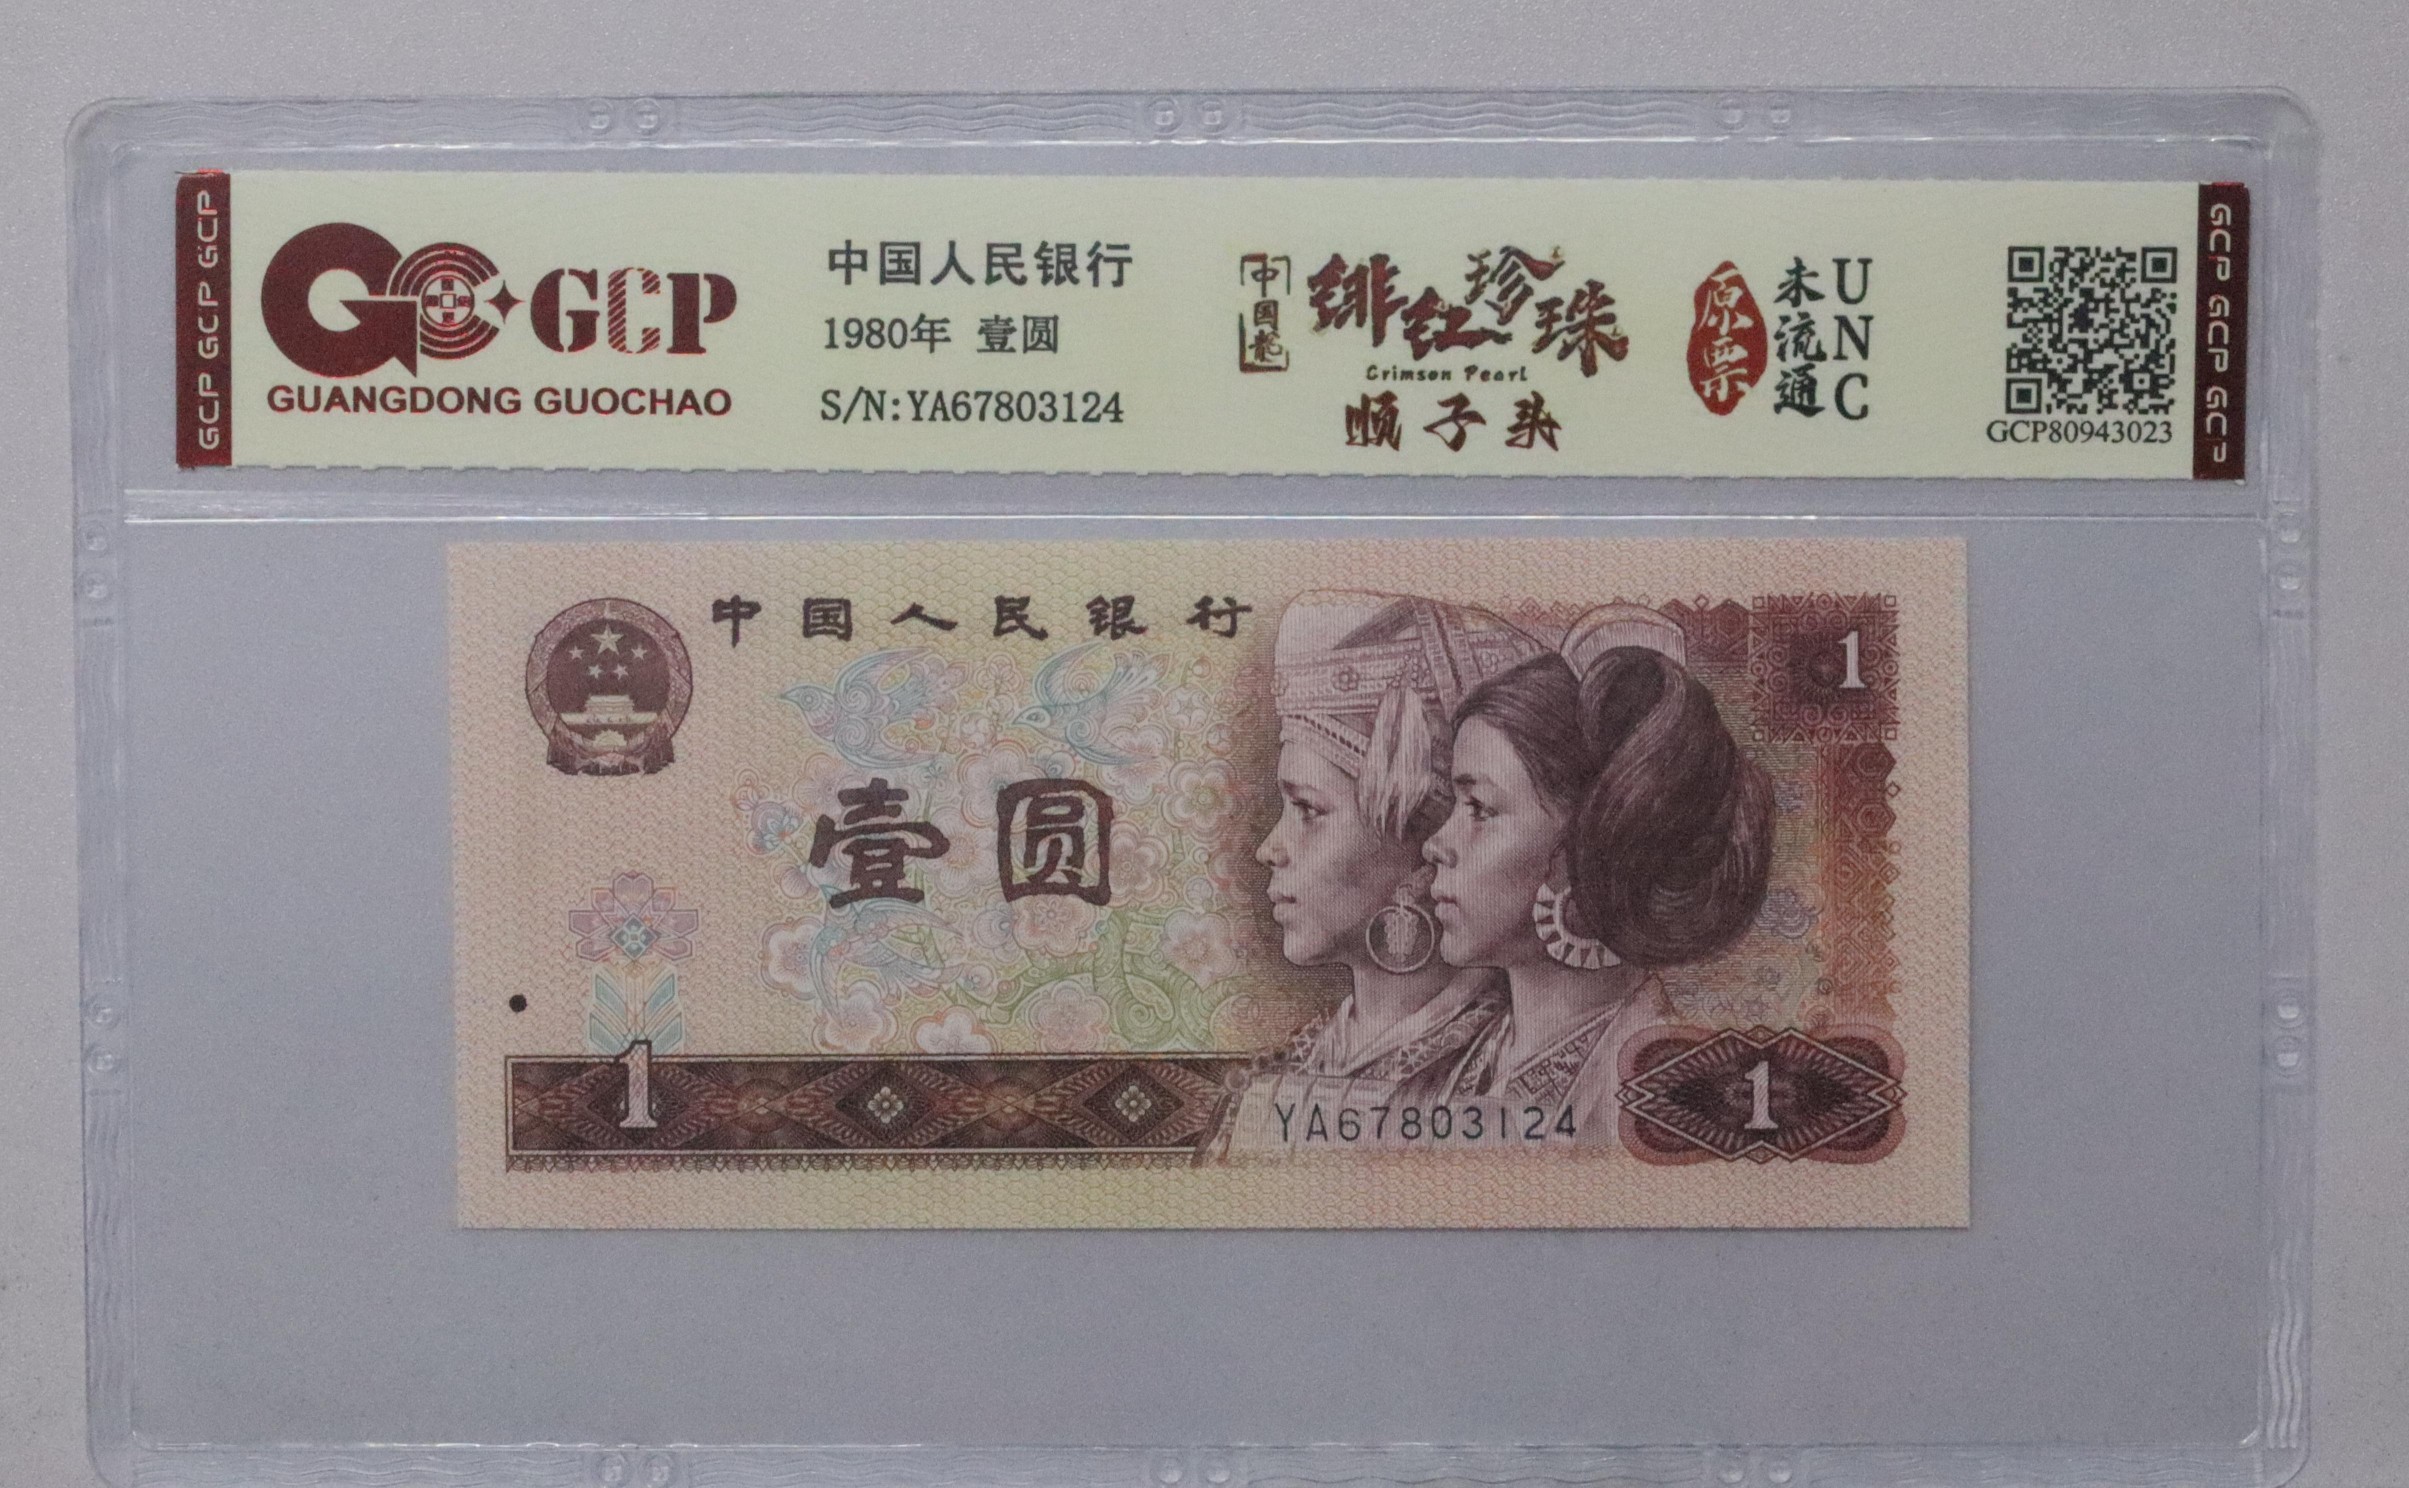 GCP GCP GCP
GCP
GUANGDONG GUOCHAO
中国人民银行
1980年 壹圆
S/N:YA67803124
中国龍
绯红珍珠
Crimson Pearl
顺子头
原票
未流通
UNC
GCP80943023
GCP GCP GCP
中国人民银行
1
壹圆
1
YA67803124
1